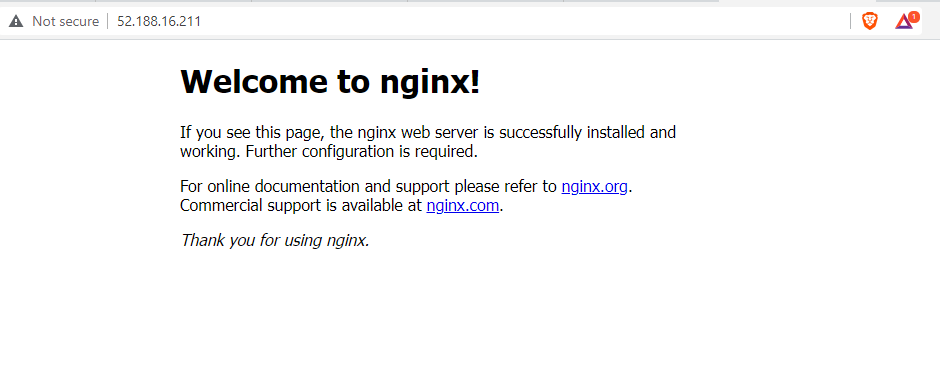 Not secure 52.188.16.211
1
Welcome to nginx!
If you see this page, the nginx web server is successfully installed and
working. Further configuration is required.
For online documentation and support please refer to nginx.org.
Commercial support is available at nginx.com.
Thank you for using nginx.